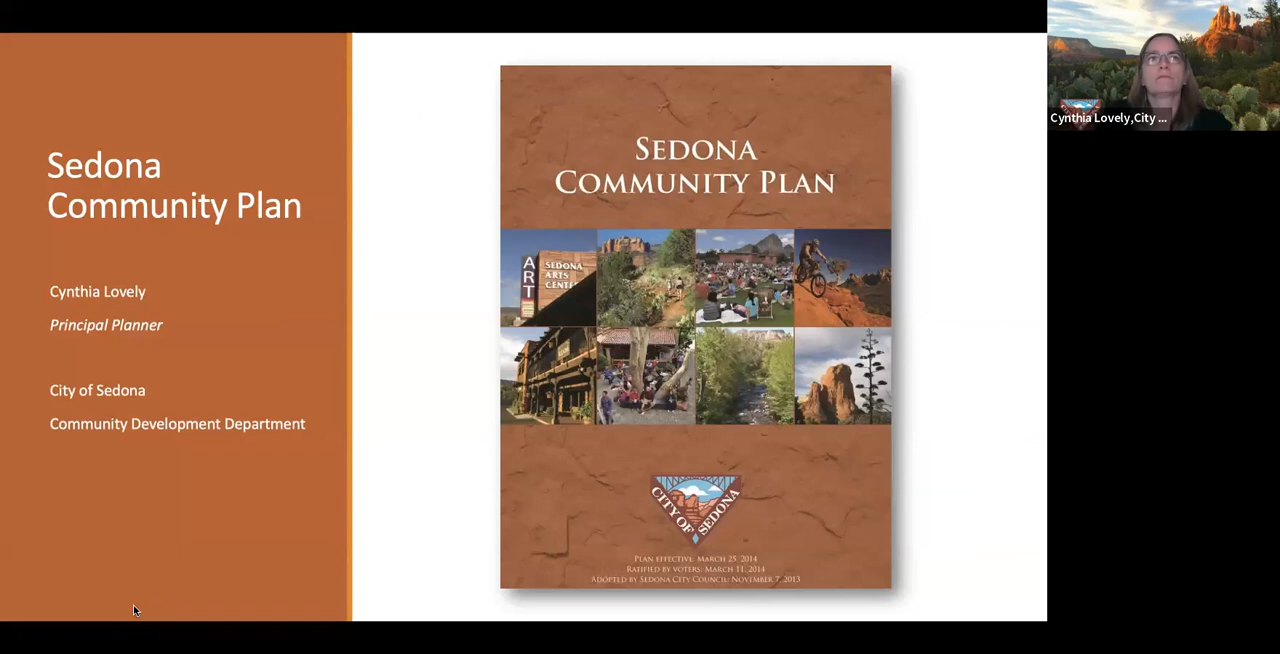 Sedona
Community Plan
Cynthia Lovely
Principal Planner
City of Sedona
Community Development Department
SEDONA
COMMUNITY PLAN
ART
SEDONA
ARTS
CENTER
CITY OF SEDONA
PLAN EFFECTIVE: MARCH 25, 2014
RATIFIED BY VOTERS: MARCH 11, 2014
ADOPTED BY SEDONA CITY COUNCIL: NOVEMBER 7, 2013
Cynthia Lovely,City ...